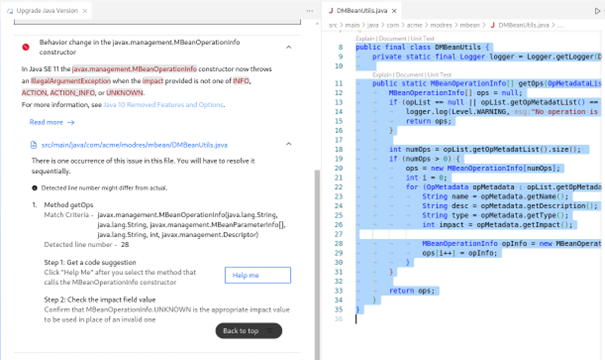 Upgrade Java Version ×
Behavior change in the javax.management.MBeanOperationInfo
constructor
In Java SE 11 the javax.management.MBeanOperationInfo constructor now throws
an IllegalArgumentException when the impact provided is not one of INFO,
ACTION, ACTION_INFO, or UNKNOWN.
For more information, see Java 10 Removed Features and Options.
Read more →
src/main/java/com/acme/modres/mbean/DMBeanUtils.java
There is one occurrence of this issue in this file. You will have to resolve it
sequentially.
Detected line number might differ from actual.
1. Method getOps
Match Criteria - javax.management.MBeanOperationInfo(java.lang.String,
java.lang.String, javax.management.MBeanParameterInfo[],
java.lang.String, int, javax.management.Descriptor)
Detected line number - 28
Step 1: Get a code suggestion
Click "Help Me" after you select the method that
calls the MBeanOperationInfo constructor
Help me
Step 2: Check the impact field value
Confirm that MBeanOperationInfo.UNKNOWN is the appropriate impact value
to be used in place of an invalid one
Back to top
DMBeanUtils.java ×
src > main > java > com > acme > modres > mbean > DMBeanUtils.java > ...
Explain | Document | Unit Test
8 public final class DMBeanUtils {
9 private static final Logger logger = Logger.getLogger(D
10
Explain | Document | Unit Test
11 public static MBeanOperationInfo[] getOps(OpMetadataLis
12 MBeanOperationInfo[] ops = null;
13 if (opList == null || opList.getOpMetadatList() ==
14 logger.log(Level.WARNING, msg:"No operation is
15 return ops;
16 }
17
18 int numOps = opList.getOpMetadatList().size();
19 if (numOps > 0) {
20 ops = new MBeanOperationInfo[numOps];
21 int i = 0;
22 for (OpMetadata opMetadata : opList.getOpMetada
23 String name = opMetadata.getName();
24 String desc = opMetadata.getDescription();
25 String type = opMetadata.getType();
26 int impact = opMetadata.getImpact();
27
28 MBeanOperationInfo opInfo = new MBeanOperat
29 ops[i++] = opInfo;
30 }
31 }
32
33 return ops;
34 }
35 }
36